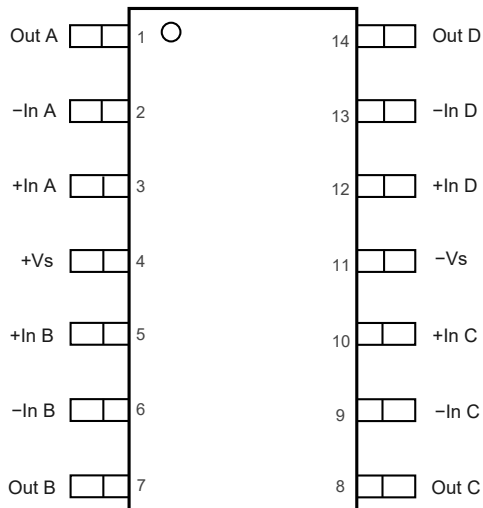 Out A 1 14 Out D
−In A 2 13 −In D
+In A 3 12 +In D
+Vs 4 11 −Vs
+In B 5 10 +In C
−In B 6 9 −In C
Out B 7 8 Out C